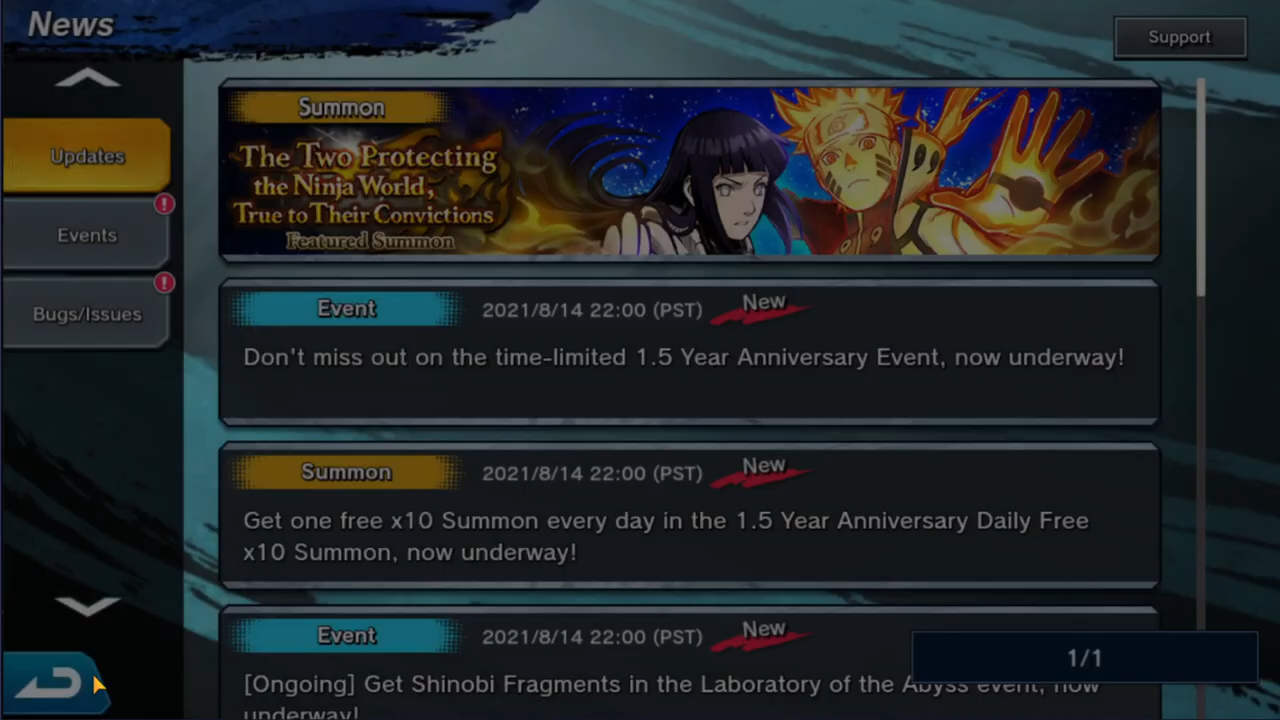 News
Support
Updates
Events
Bugs/Issues
Summon
The Two Protecting
the Ninja World,
True to Their Convictions
Featured Summon
Event 2021/8/14 22:00 (PST) New
Don't miss out on the time-limited 1.5 Year Anniversary Event, now underway!
Summon 2021/8/14 22:00 (PST) New
Get one free x10 Summon every day in the 1.5 Year Anniversary Daily Free
x10 Summon, now underway!
Event 2021/8/14 22:00 (PST) New
[Ongoing] Get Shinobi Fragments in the Laboratory of the Abyss event, now
underway!
1/1